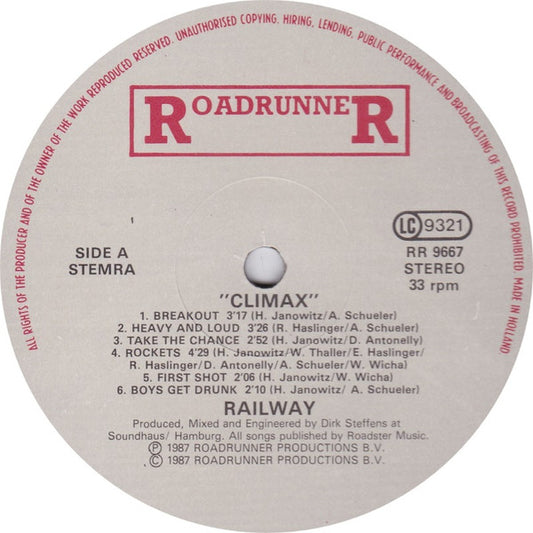 ALL RIGHTS OF THE PRODUCER AND OF THE OWNER OF THE WORK REPRODUCED RESERVED. UNAUTHORISED COPYING, HIRING, LENDING, PUBLIC PERFORMANCE AND BROADCASTING OF THIS RECORD PROHIBITED. MADE IN HOLLAND
ROADRUNNER
SIDE A
STEMRA
LC 9321
RR 9667
STEREO
33 rpm
"CLIMAX"
1. BREAKOUT 3'17 (H. Janowitz/A. Schueler)
2. HEAVY AND LOUD 3'26 (R. Haslinger/A. Schueler)
3. TAKE THE CHANCE 2'52 (H. Janowitz/D. Antonelly)
4. ROCKETS 4'29 (H. Janowitz/W. Thaller/E. Haslinger/
R. Haslinger/D. Antonelly/A. Schueler/W. Wicha)
5. FIRST SHOT 2'06 (H. Janowitz/W. Wicha)
6. BOYS GET DRUNK 2'10 (H. Janowitz/A. Schueler)
RAILWAY
Produced, Mixed and Engineered by Dirk Steffens at
Soundhaus/ Hamburg. All songs published by Roadster Music.
Ⓟ 1987 ROADRUNNER PRODUCTIONS B.V.
© 1987 ROADRUNNER PRODUCTIONS B.V.